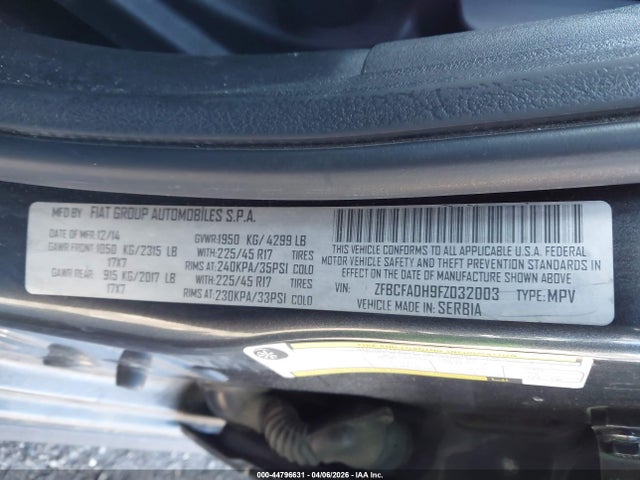 MFD BY FIAT GROUP AUTOMOBILES S.P.A.
DATE OF MFR:12/14 GVWR:1950 KG/4299 LB
GAWR FRONT:1050 KG/2315 LB WITH:225/45 R17 TIRES
17X7 RIMS AT:240KPA/35PSI COLD
GAWR REAR: 915 KG/2017 LB WITH:225/45 R17 TIRES
17X7 RIMS AT:230KPA/33PSI COLD
THIS VEHICLE CONFORMS TO ALL APPLICABLE U.S.A. FEDERAL
MOTOR VEHICLE SAFETY AND THEFT PREVENTION STANDARDS IN
EFFECT ON THE DATE OF MANUFACTURE SHOWN ABOVE.
VIN: ZFBCFADH9FZ032003 TYPE:MPV
VEHICLE MADE IN: SERBIA
TIRE AND LOADING INFORMATION
000-44796631 - 04/06/2026 - IAA Inc.